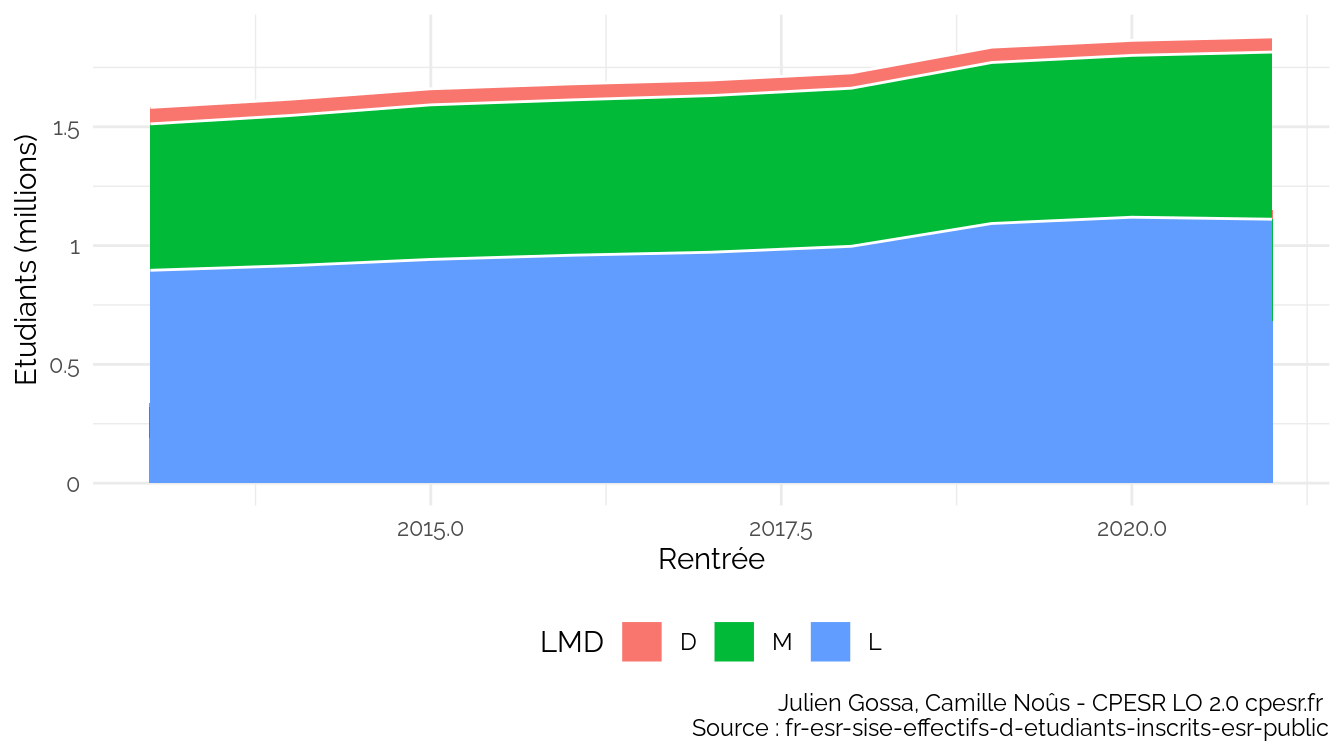 Etudiants (millions)
1.5
1
0.5
0
2015.0 2017.5 2020.0
Rentrée
LMD D M L
Julien Gossa, Camille Noûs - CPESR LO 2.0 cpesr.fr
Source : fr-esr-sise-effectifs-d-etudiants-inscrits-esr-public